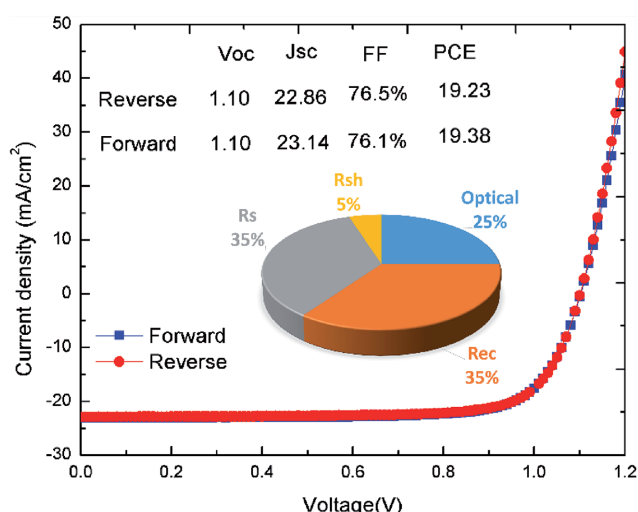 Voc Jsc FF PCE
Reverse 1.10 22.86 76.5% 19.23
Forward 1.10 23.14 76.1% 19.38
Rsh
5%
Optical
25%
Rs
35%
Rec
35%
Forward
Reverse
50
40
30
20
10
0
-10
-20
-30
Current density (mA/cm²)
0.0 0.2 0.4 0.6 0.8 1.0 1.2
Voltage(V)